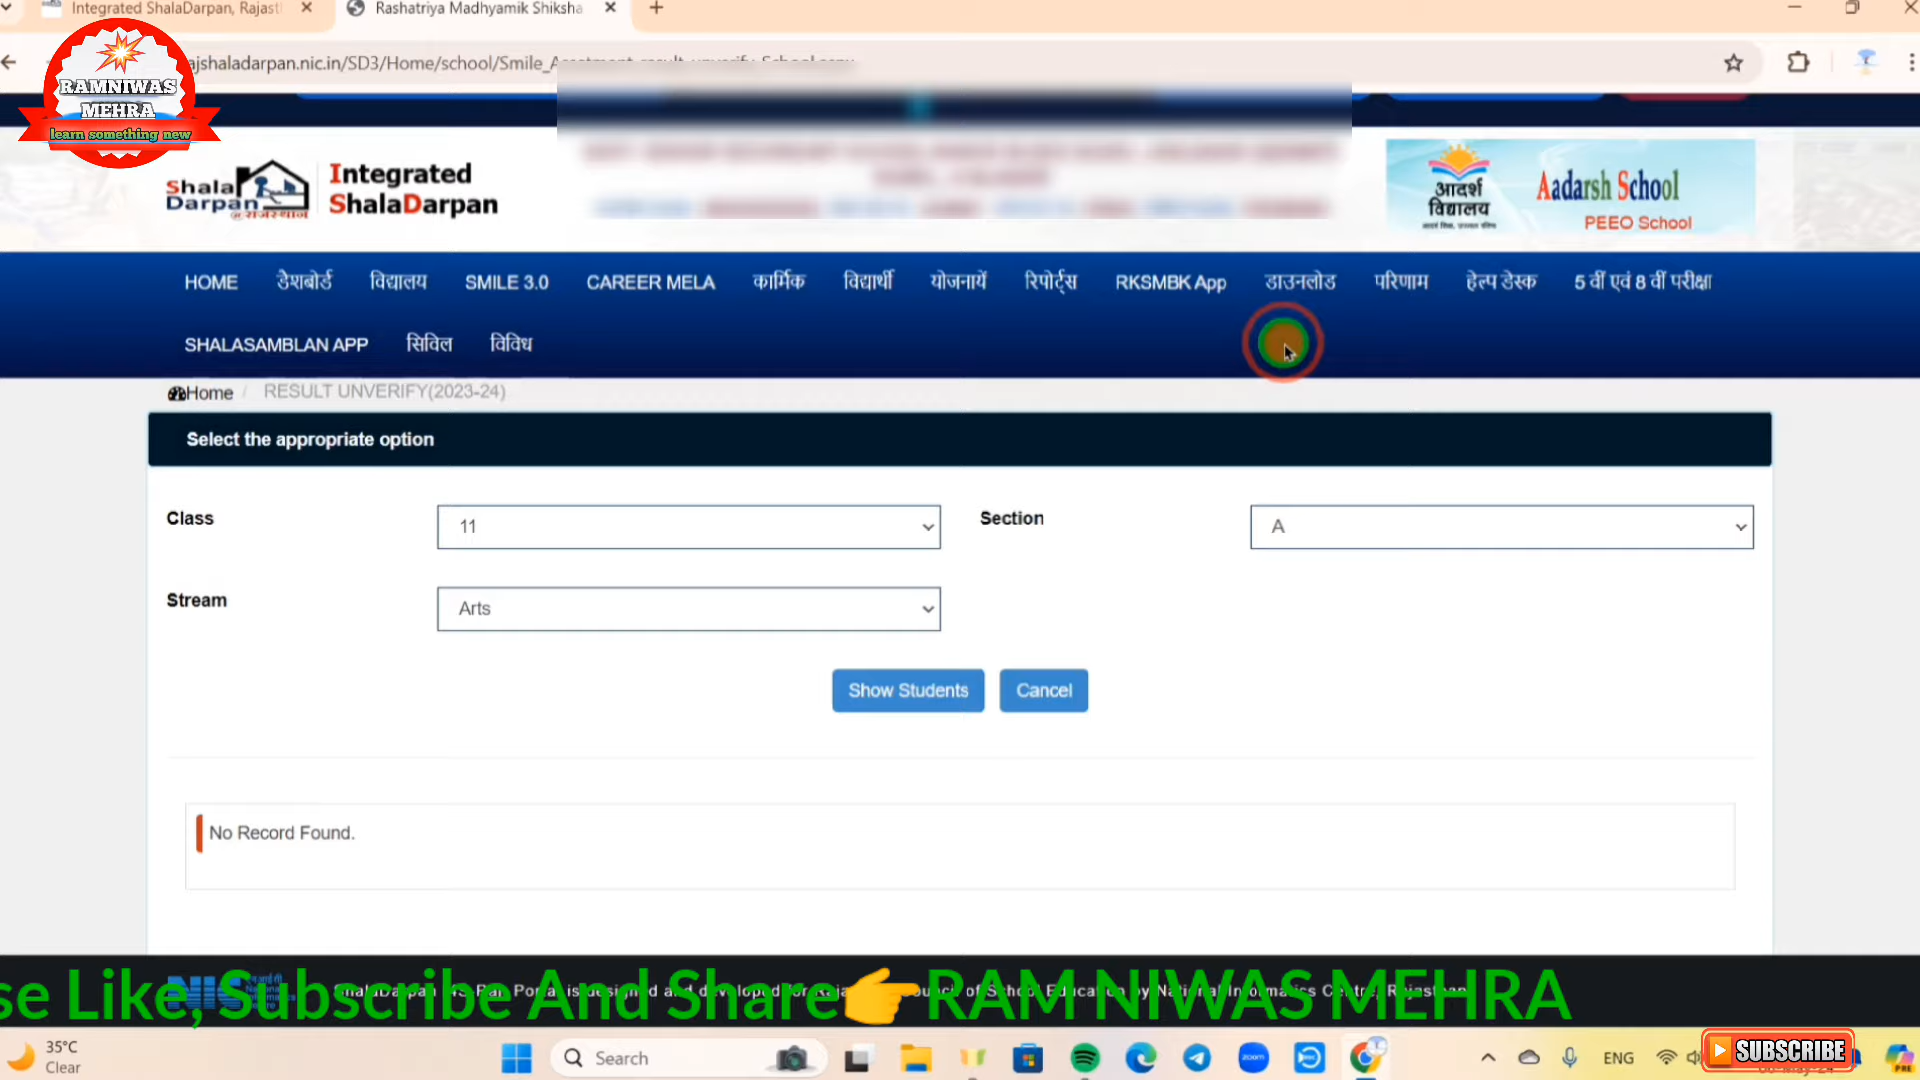 Integrated ShalaDarpan, Rajast
Rashatriya Madhyamik Shiksha
ajshaladarpan.nic.in/SD3/Home/school/Smile_
RAMNIWAS
MEHRA
learn something new
Shala
Darpan
राजस्थान
Integrated
ShalaDarpan
आदर्श
विद्यालय
Aadarsh School
PEEO School
HOME डैशबोर्ड विद्यालय SMILE 3.0 CAREER MELA कार्मिक विद्यार्थी योजनायें रिपोर्ट्स RKSMBK App डाउनलोड परिणाम हेल्प डेस्क 5 वीं एवं 8 वीं परीक्षा
SHALASAMBLAN APP सिविल विविध
Home / RESULT UNVERIFY(2023-24)
Select the appropriate option
Class 11 Section A
Stream Arts
Show Students Cancel
No Record Found.
se Like, Subscribe And Share👉RAM NIWAS MEHRA
35°C
Clear
Search
zoom
ENG
SUBSCRIBE
PRE